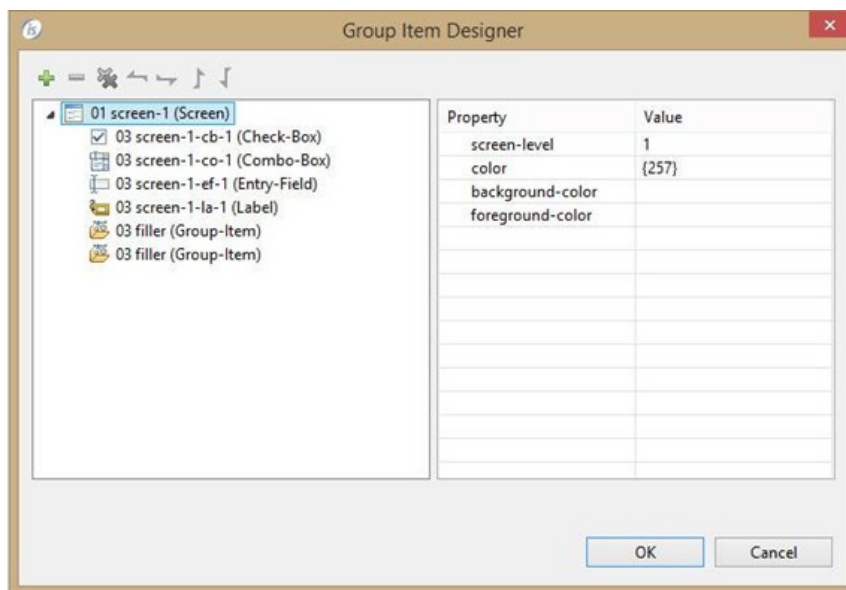 is
Group Item Designer
01 screen-1 (Screen)
03 screen-1-cb-1 (Check-Box)
03 screen-1-co-1 (Combo-Box)
03 screen-1-ef-1 (Entry-Field)
03 screen-1-la-1 (Label)
03 filler (Group-Item)
03 filler (Group-Item)
Property Value
screen-level 1
color {257}
background-color
foreground-color
OK Cancel